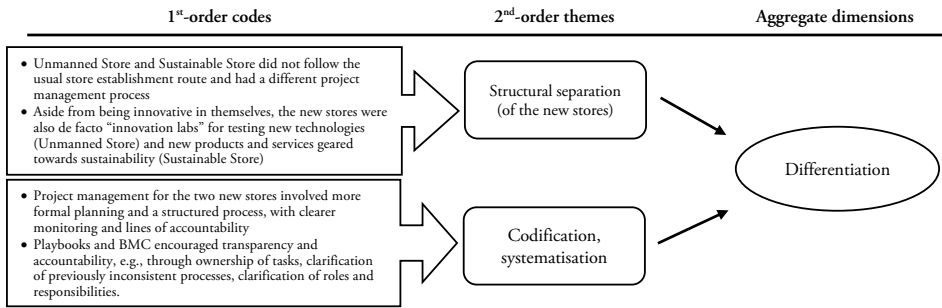 1st-order codes
2nd-order themes
Aggregate dimensions
• Unmanned Store and Sustainable Store did not follow the
usual store establishment route and had a different project
management process
• Aside from being innovative in themselves, the new stores were
also de facto “innovation labs” for testing new technologies
(Unmanned Store) and new products and services geared
towards sustainability (Sustainable Store)
Structural separation
(of the new stores)
Differentiation
• Project management for the two new stores involved more
formal planning and a structured process, with clearer
monitoring and lines of accountability
• Playbooks and BMC encouraged transparency and
accountability, e.g., through ownership of tasks, clarification
of previously inconsistent processes, clarification of roles and
responsibilities.
Codification,
systematisation